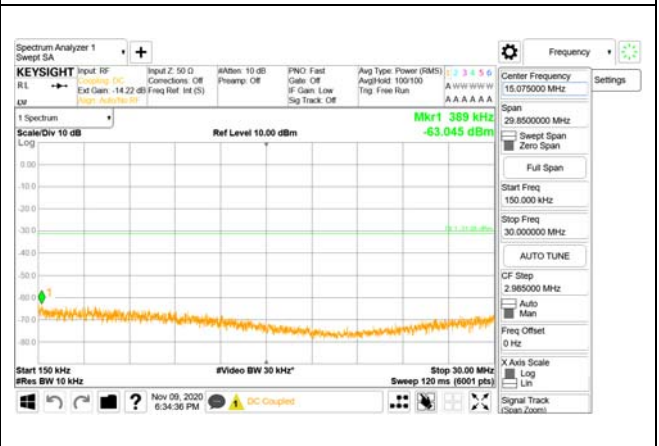 Spectrum Analyzer 1
Swept SA
Frequency
KEYSIGHT
RL
Input: RF
Coupling: DC
Ext Gain: -14.22 dB
Align: Auto/No RF
Input Z: 50 Ω
Corrections: Off
Freq Ref: Int (S)
#Atten: 10 dB
Preamp: Off
PNO: Fast
Gate: Off
IF Gain: Low
Sig Track: Off
Avg Type: Power (RMS)
Avg|Hold: 100/100
Trig: Free Run
1 2 3 4 5 6
A W W W W W
A A A A A A
1 Spectrum
Scale/Div 10 dB
Log
Ref Level 10.00 dBm
Mkr1 389 kHz
-63.045 dBm
0.00
-10.0
-20.0
-30.0
-40.0
-50.0
-60.0
-70.0
-80.0
1
Start 150 kHz
#Res BW 10 kHz
#Video BW 30 kHz*
Stop 30.00 MHz
Sweep 120 ms (6001 pts)
Nov 09, 2020
6:34:36 PM
DC Coupled
Center Frequency
15.075000 MHz
Settings
Span
29.8500000 MHz
Swept Span
Zero Span
Full Span
Start Freq
150.000 kHz
Stop Freq
30.000000 MHz
AUTO TUNE
CF Step
2.985000 MHz
Auto
Man
Freq Offset
0 Hz
X Axis Scale
Log
Lin
Signal Track
(Span Zoom)